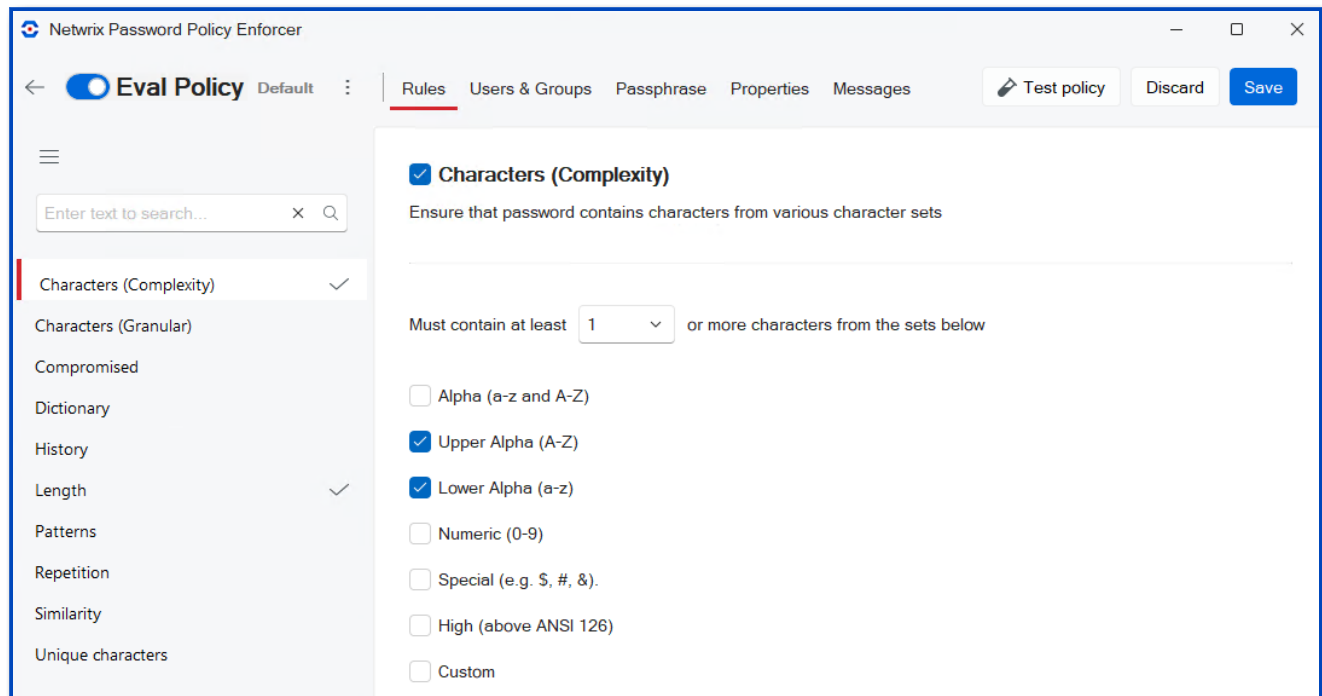 Netwrix Password Policy Enforcer
Eval Policy Default
Rules Users & Groups Passphrase Properties Messages
Test policy Discard Save
Enter text to search...
Characters (Complexity)
Characters (Granular)
Compromised
Dictionary
History
Length
Patterns
Repetition
Similarity
Unique characters
Characters (Complexity)
Ensure that password contains characters from various character sets
Must contain at least 1 or more characters from the sets below
Alpha (a-z and A-Z)
Upper Alpha (A-Z)
Lower Alpha (a-z)
Numeric (0-9)
Special (e.g. $, #, &).
High (above ANSI 126)
Custom